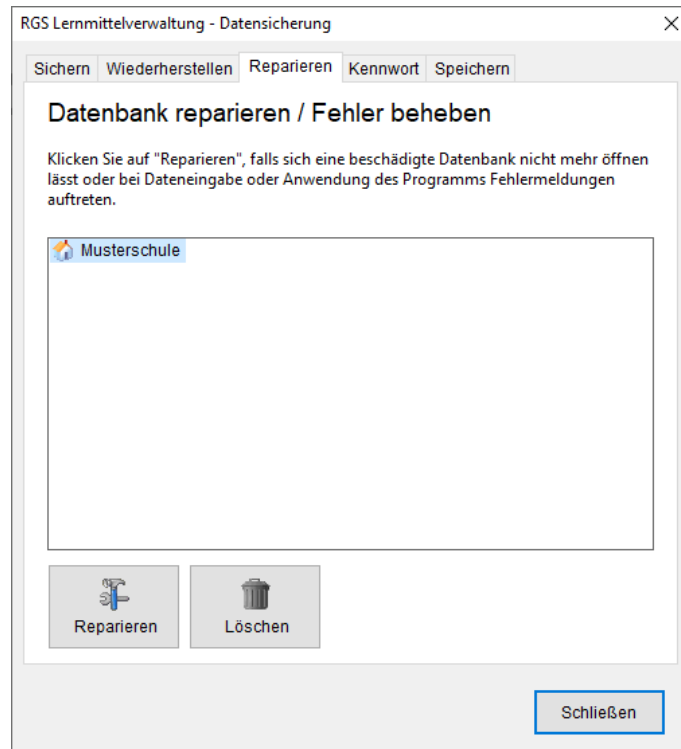 RGS Lernmittelverwaltung - Datensicherung
Sichern Wiederherstellen Reparieren Kennwort Speichern
Datenbank reparieren / Fehler beheben
Klicken Sie auf "Reparieren", falls sich eine beschädigte Datenbank nicht mehr öffnen
lässt oder bei Dateneingabe oder Anwendung des Programms Fehlermeldungen
auftreten.
Musterschule
Reparieren Löschen
Schließen